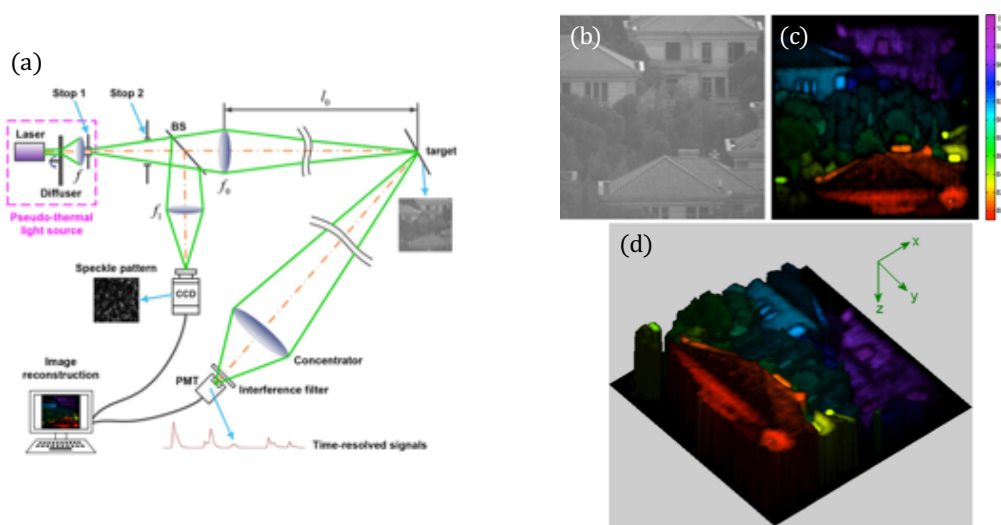 (a)
Stop 1
Stop 2
BS
l₀
Laser
f
Diffuser
Pseudo-thermal
light source
f₀
target
f₁
Speckle pattern
CCD
Concentrator
Image
reconstruction
PMT
Interference filter
Time-resolved signals
(b)
(c)
(d)
x
y
z